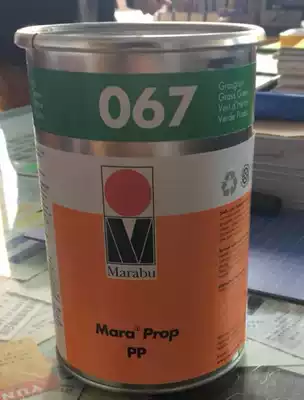 067
Grasgrün
Grass Green
Vert d'Herbe
Verde Prato
Marabu
Mara® Prop
PP